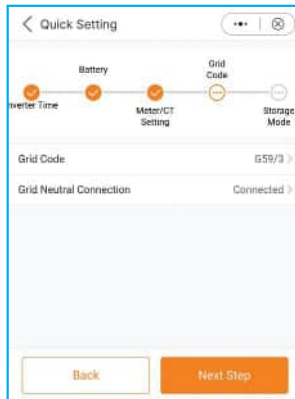 Quick Setting
Battery
Grid
Code
nverter Time
Meter/CT
Setting
Storage
Mode
Grid Code G59/3
Grid Neutral Connection Connected
Back
Next Step